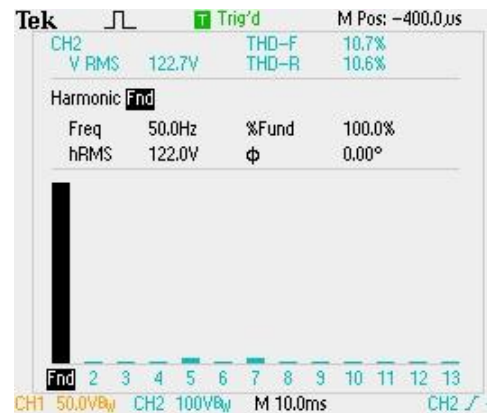 Tek Trig'd M Pos: -400.0µs
CH2 THD-F 10.7%
V RMS 122.7V THD-R 10.6%
Harmonic Fnd
Freq 50.0Hz %Fund 100.0%
hRMS 122.0V Φ 0.00°
Fnd 2 3 4 5 6 7 8 9 10 11 12 13
CH1 50.0VBw CH2 100VBw M 10.0ms CH2